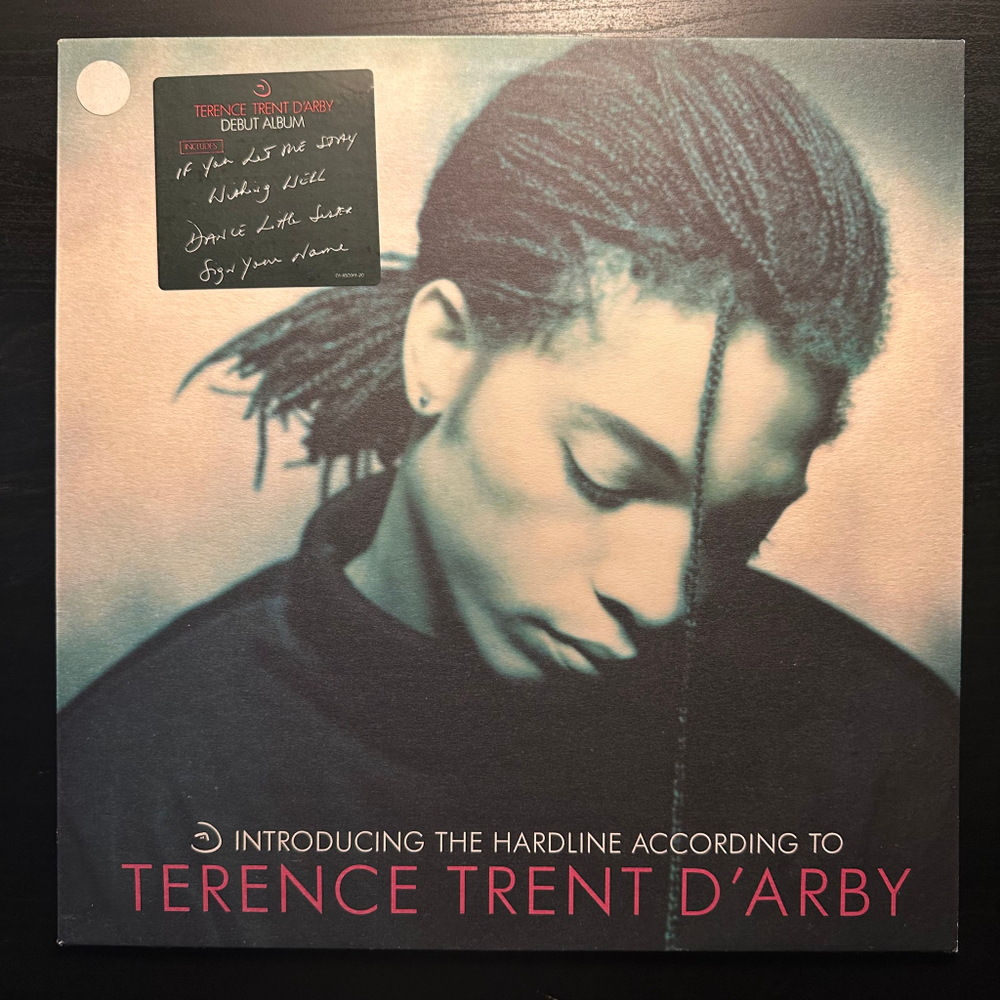 TERENCE TRENT D'ARBY
DEBUT ALBUM
INCLUDES
IF You LET ME STAY
Wishing WELL
DANCE Little Sister
Sign Your Name
INTRODUCING THE HARDLINE ACCORDING TO
TERENCE TRENT D'ARBY